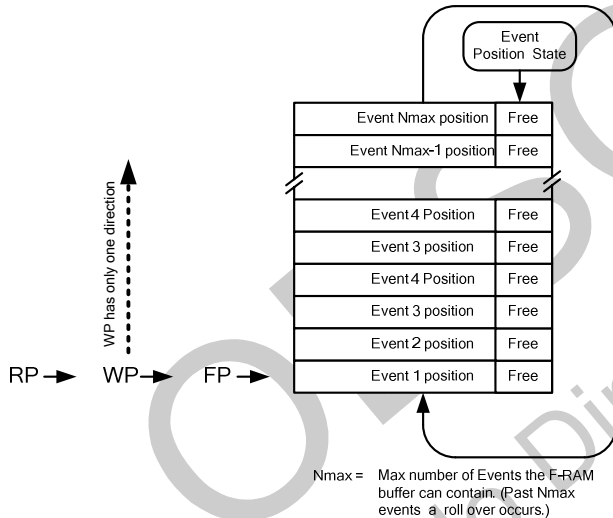 Event
Position State
Event Nmax position Free
Event Nmax-1 position Free
Event 4 Position Free
Event 3 position Free
Event 4 Position Free
Event 3 position Free
Event 2 position Free
Event 1 position Free
WP has only one direction
RP WP FP
Nmax = Max number of Events the F-RAM
buffer can contain. (Past Nmax
events a roll over occurs.)